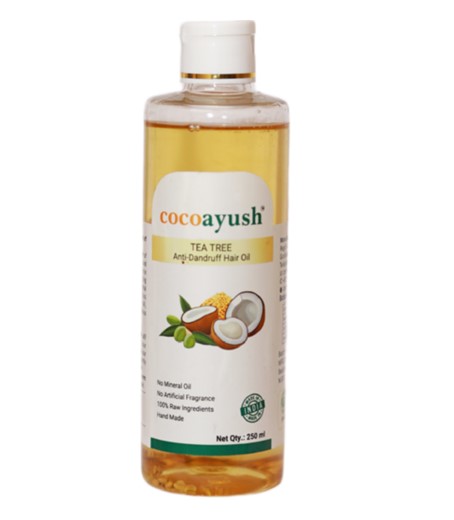 cocoayush®
TEA TREE
Anti-Dandruff Hair Oil
No Mineral Oil
No Artificial Fragrance
100% Raw Ingredients
Hand Made
INDIA
Net Qty.: 250 ml